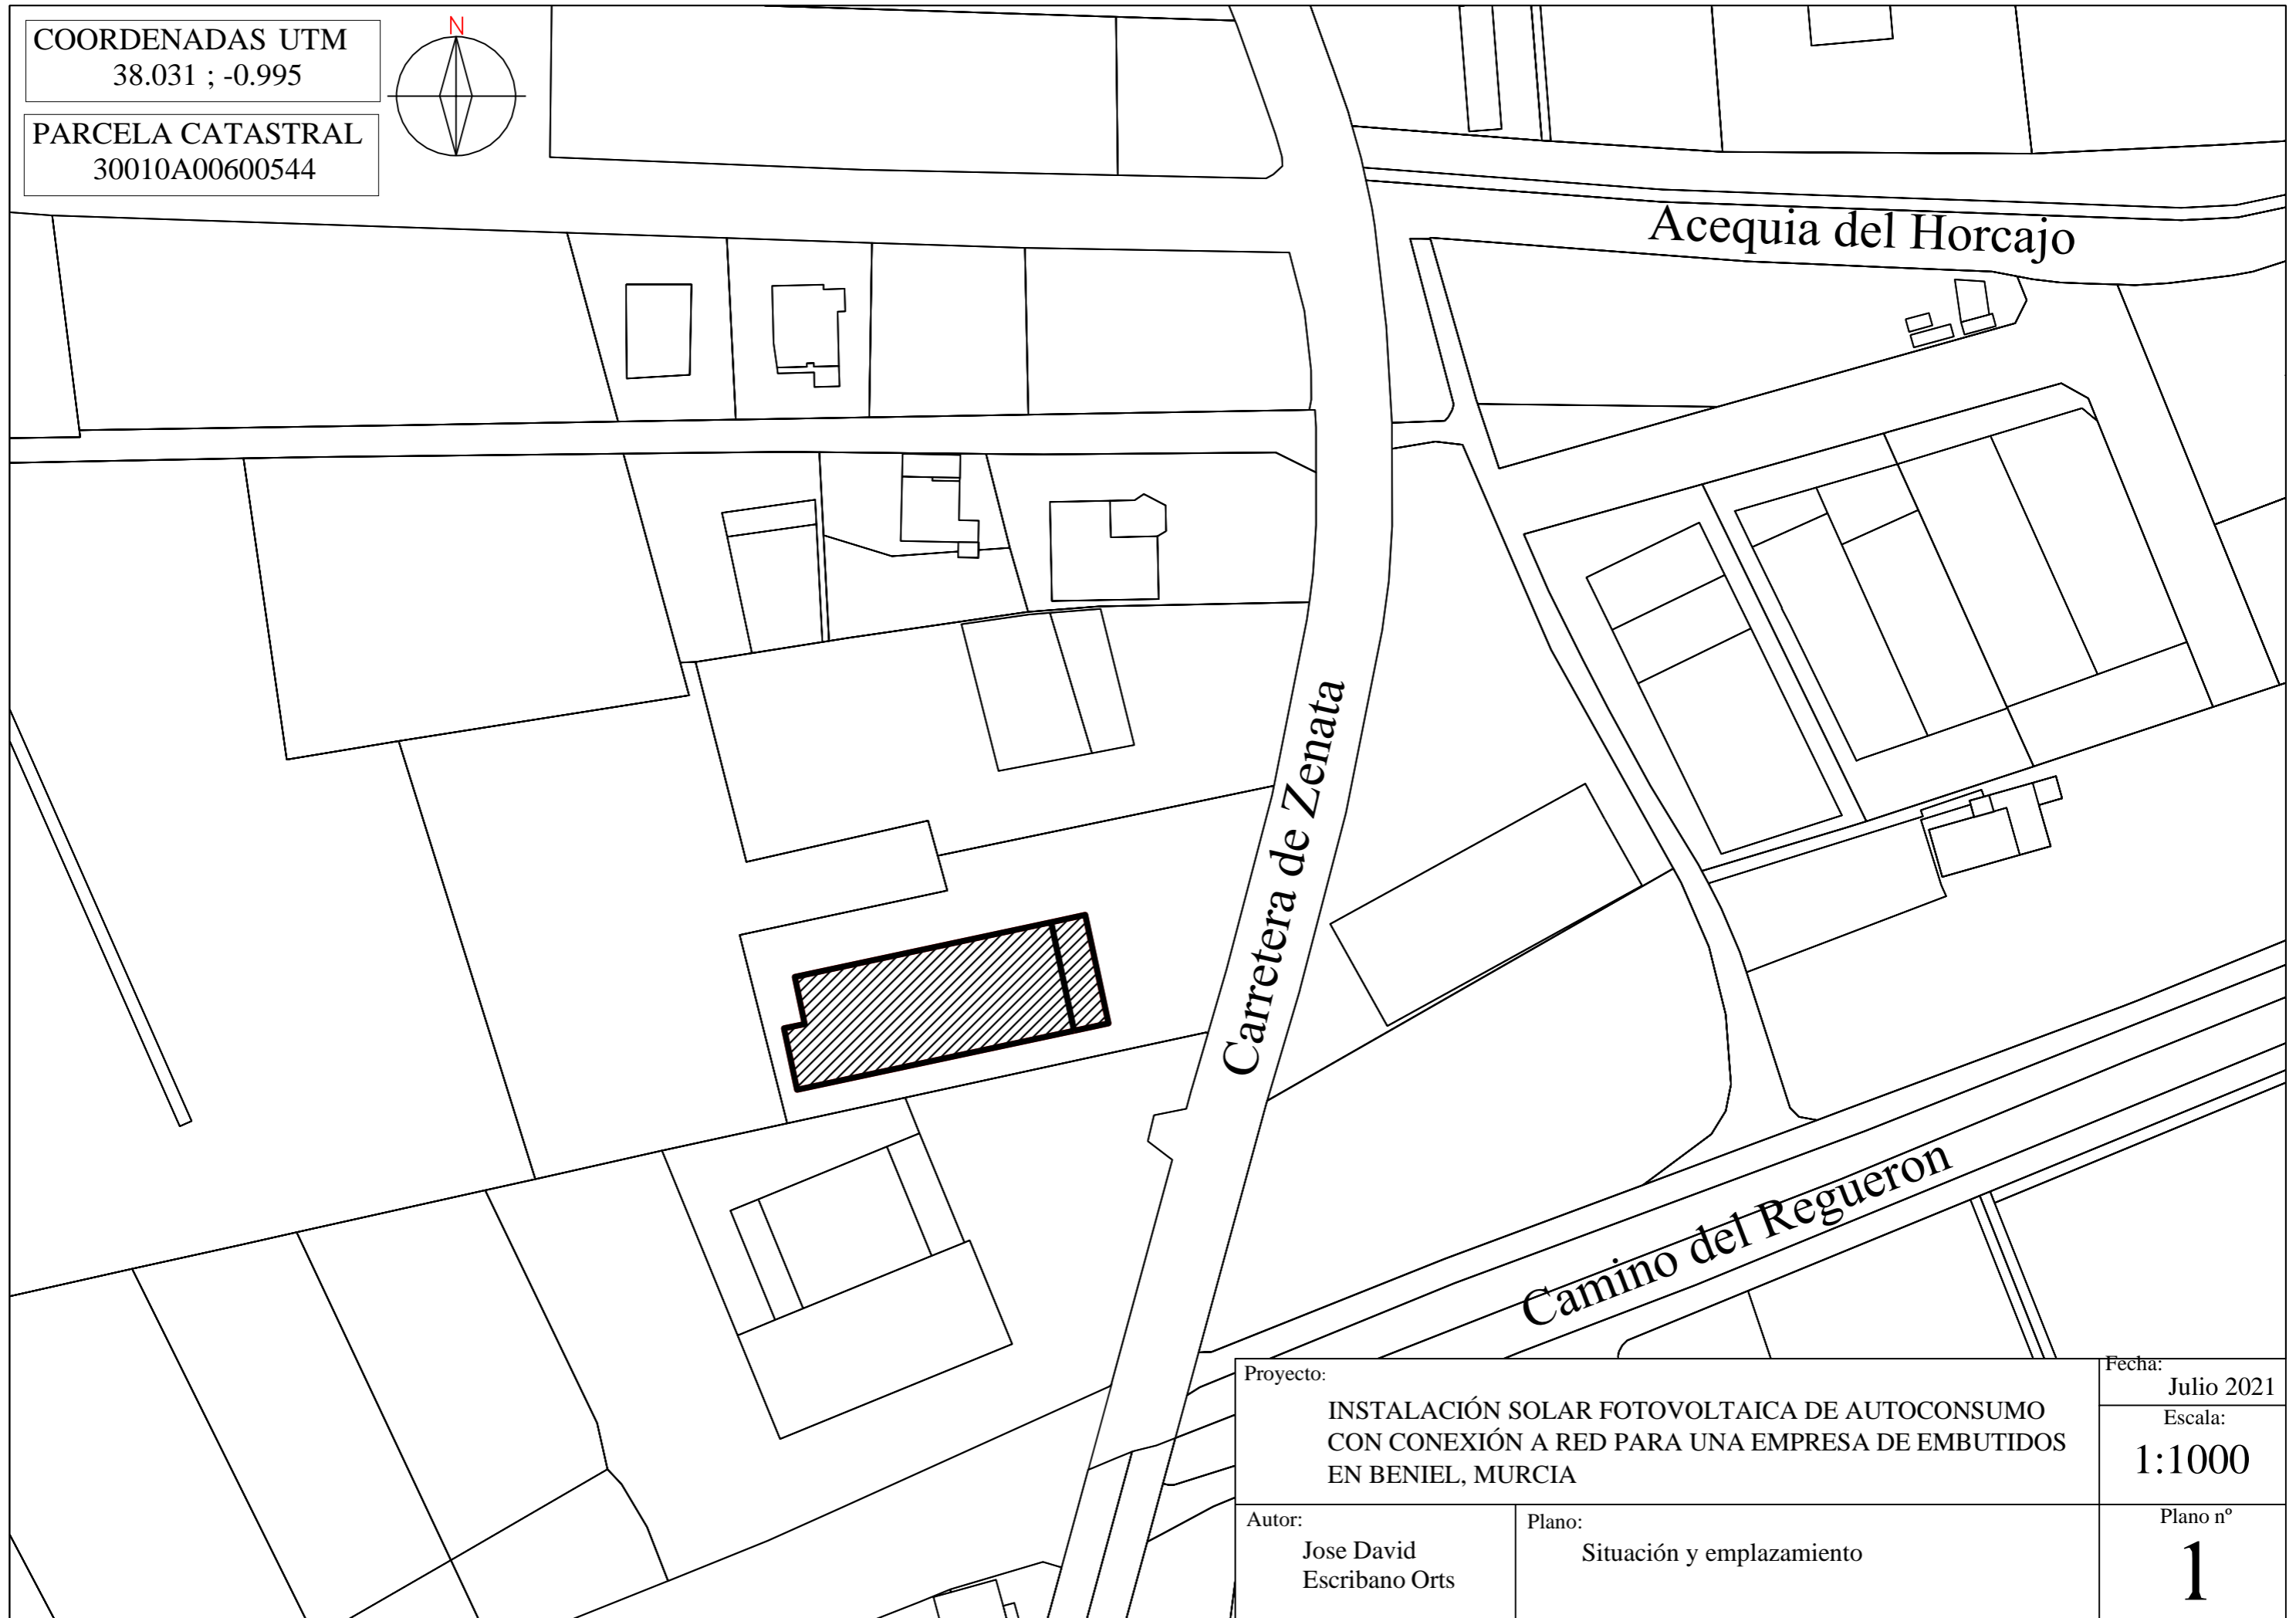 COORDENADAS UTM
38.031 ; -0.995
N
PARCELA CATASTRAL
30010A00600544
Acequia del Horcajo
Carretera de Zenata
Camino del Regueron
Proyecto:
INSTALACIÓN SOLAR FOTOVOLTAICA DE AUTOCONSUMO
CON CONEXIÓN A RED PARA UNA EMPRESA DE EMBUTIDOS
EN BENIEL, MURCIA
Fecha:
Julio 2021
Escala:
1:1000
Autor:
Jose David
Escribano Orts
Plano:
Situación y emplazamiento
Plano nº
1